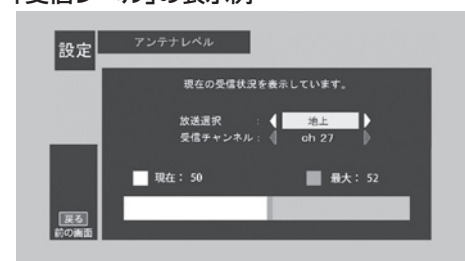 「受信レベル」の表示例
設定
アンテナレベル
現在の受信状況を表示しています。
放送選択 : 地上
受信チャンネル : ch 27
現在: 50
最大: 52
戻る
前の画面